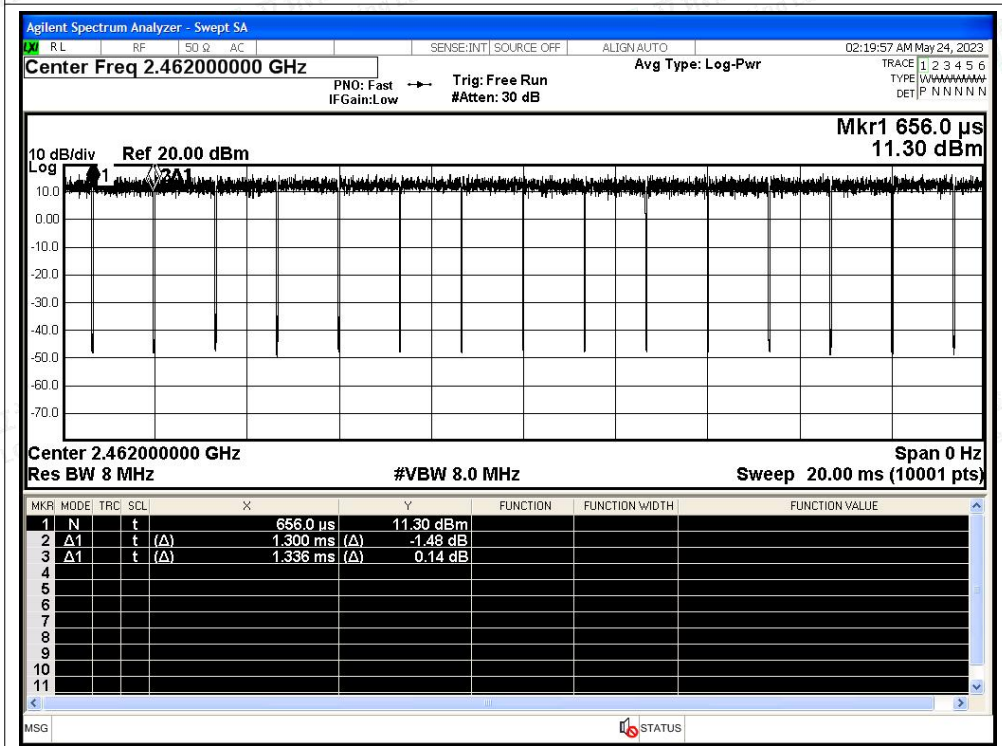 Agilent Spectrum Analyzer - Swept SA
LXI RL RF 50 Ω AC SENSE:INT SOURCE OFF ALIGN AUTO 02:19:57 AM May 24, 2023
Center Freq 2.462000000 GHz Avg Type: Log-Pwr TRACE 1 2 3 4 5 6
PNO: Fast Trig: Free Run TYPE
IFGain:Low #Atten: 30 dB DET P N N N N N
Mkr1 656.0 µs
10 dB/div Ref 20.00 dBm 11.30 dBm
Log
1 3Δ1
10.0
0.00
-10.0
-20.0
-30.0
-40.0
-50.0
-60.0
-70.0
Center 2.462000000 GHz Span 0 Hz
Res BW 8 MHz #VBW 8.0 MHz Sweep 20.00 ms (10001 pts)
MKR MODE TRC SCL X Y FUNCTION FUNCTION WIDTH FUNCTION VALUE
1 N t 656.0 µs 11.30 dBm
2 Δ1 t (Δ) 1.300 ms (Δ) -1.48 dB
3 Δ1 t (Δ) 1.336 ms (Δ) 0.14 dB
4
5
6
7
8
9
10
11
MSG STATUS